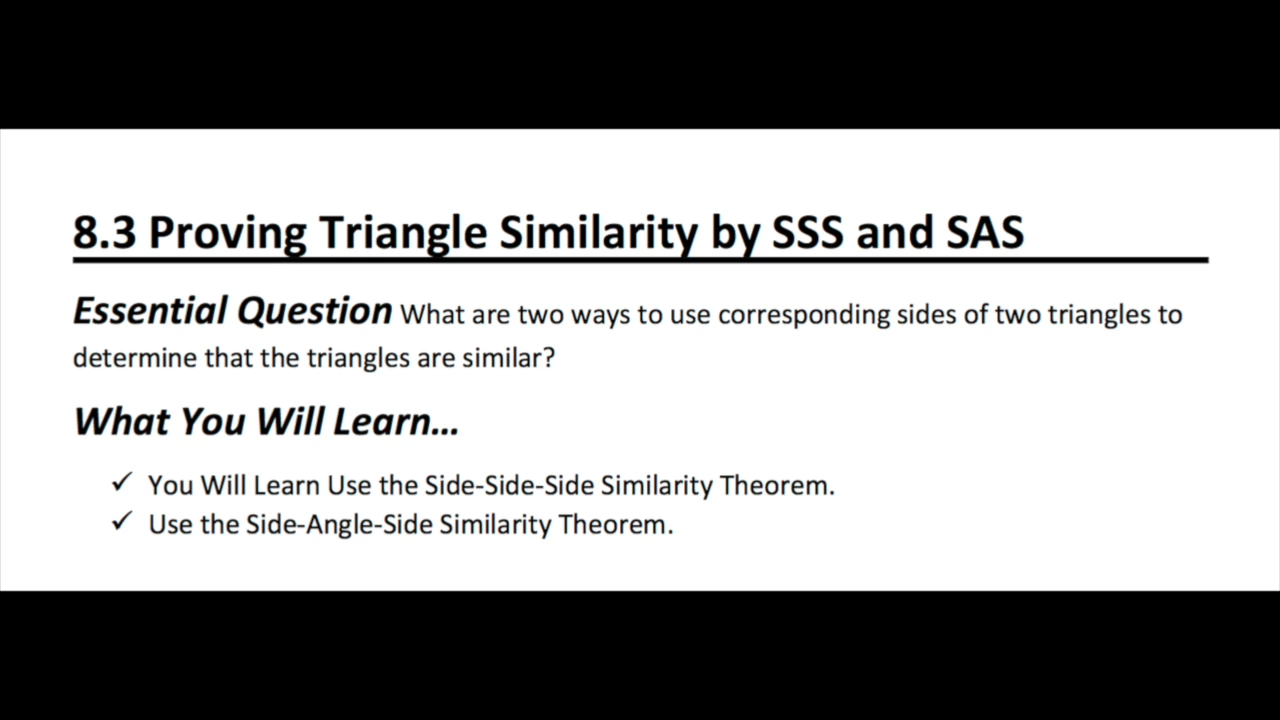 8.3 Proving Triangle Similarity by SSS and SAS
Essential Question What are two ways to use corresponding sides of two triangles to
determine that the triangles are similar?
What You Will Learn...
✓ You Will Learn Use the Side-Side-Side Similarity Theorem.
✓ Use the Side-Angle-Side Similarity Theorem.